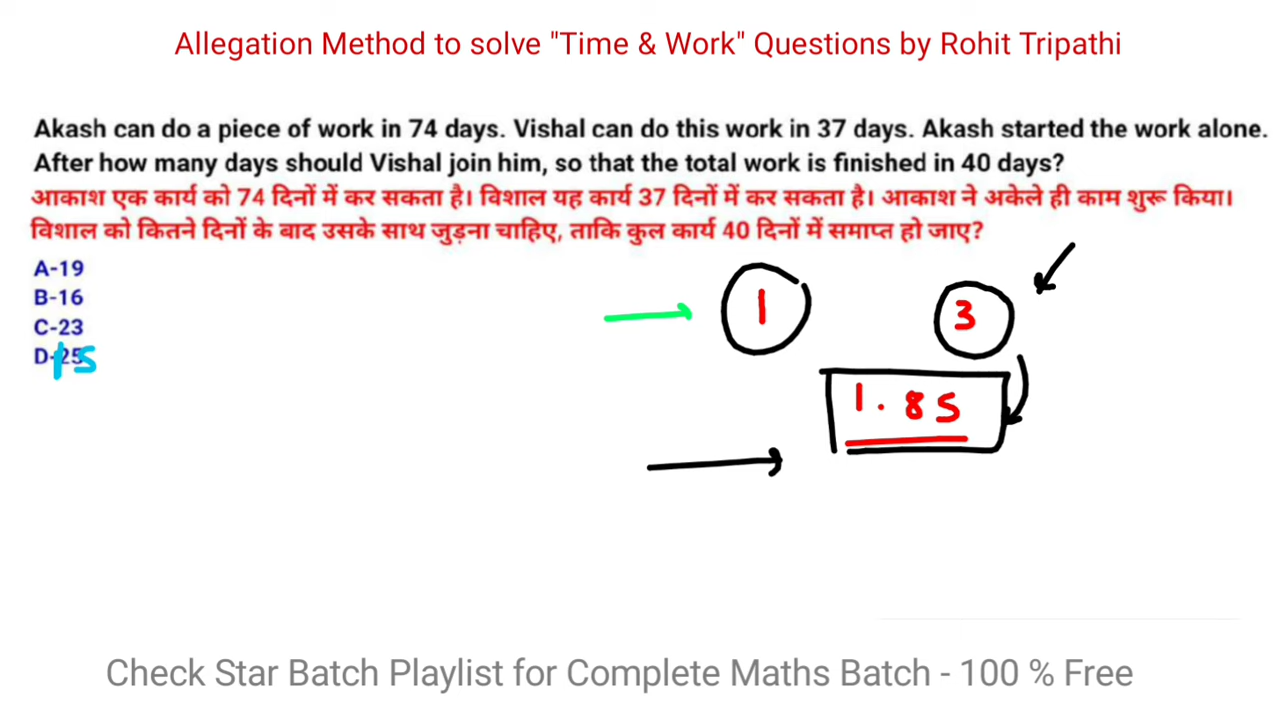 Allegation Method to solve "Time & Work" Questions by Rohit Tripathi
Akash can do a piece of work in 74 days. Vishal can do this work in 37 days. Akash started the work alone.
After how many days should Vishal join him, so that the total work is finished in 40 days?
आकाश एक कार्य को 74 दिनों में कर सकता है। विशाल यह कार्य 37 दिनों में कर सकता है। आकाश ने अकेले ही काम शुरू किया।
विशाल को कितने दिनों के बाद उसके साथ जुड़ना चाहिए, ताकि कुल कार्य 40 दिनों में समाप्त हो जाए?
A-19
B-16
C-23
D-25
15
1 3
1.85
Check Star Batch Playlist for Complete Maths Batch - 100 % Free